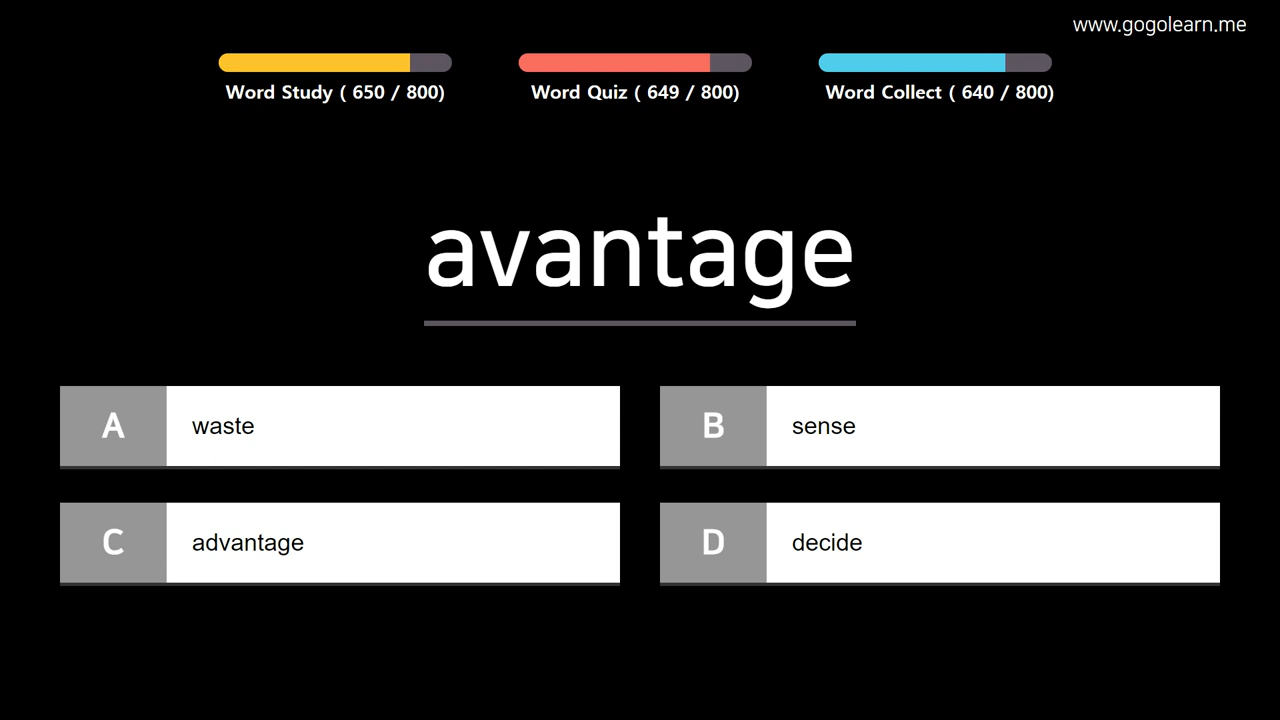 www.gogolearn.me
Word Study ( 650 / 800)
Word Quiz ( 649 / 800)
Word Collect ( 640 / 800)
avantage
A waste
B sense
C advantage
D decide